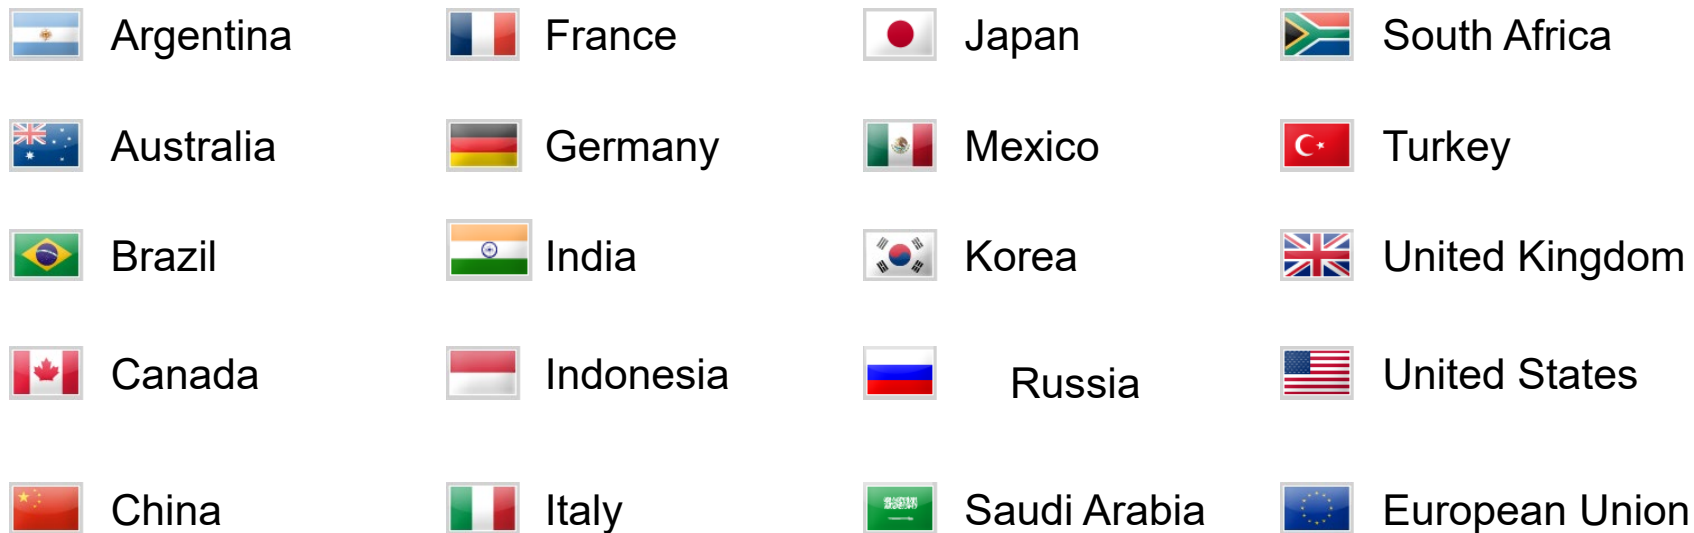 Argentina
France
Japan
South Africa
Australia
Germany
Mexico
Turkey
Brazil
India
Korea
United Kingdom
Canada
Indonesia
Russia
United States
China
Italy
Saudi Arabia
European Union